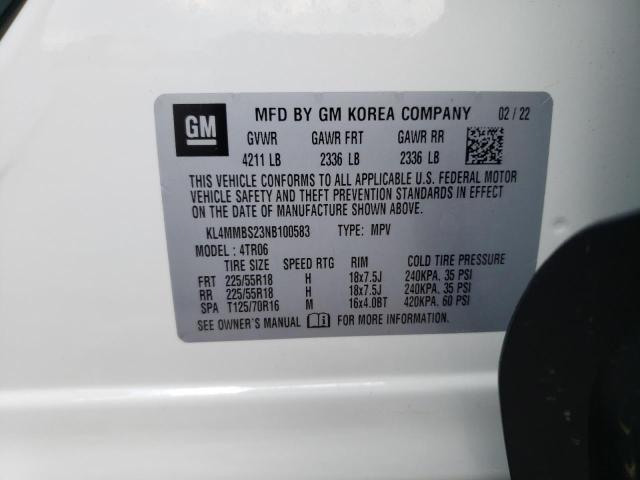 GM
MFD BY GM KOREA COMPANY 02 / 22
GVWR GAWR FRT GAWR RR
4211 LB 2336 LB 2336 LB
THIS VEHICLE CONFORMS TO ALL APPLICABLE U.S. FEDERAL MOTOR
VEHICLE SAFETY AND THEFT PREVENTION STANDARDS IN EFFECT
ON THE DATE OF MANUFACTURE SHOWN ABOVE.
KL4MMBS23NB100583 TYPE: MPV
MODEL : 4TR06
TIRE SIZE SPEED RTG RIM COLD TIRE PRESSURE
FRT 225/55R18 H 18x7.5J 240KPA. 35 PSI
RR 225/55R18 H 18x7.5J 240KPA. 35 PSI
SPA T125/70R16 M 16x4.0BT 420KPA. 60 PSI
SEE OWNER'S MANUAL FOR MORE INFORMATION.